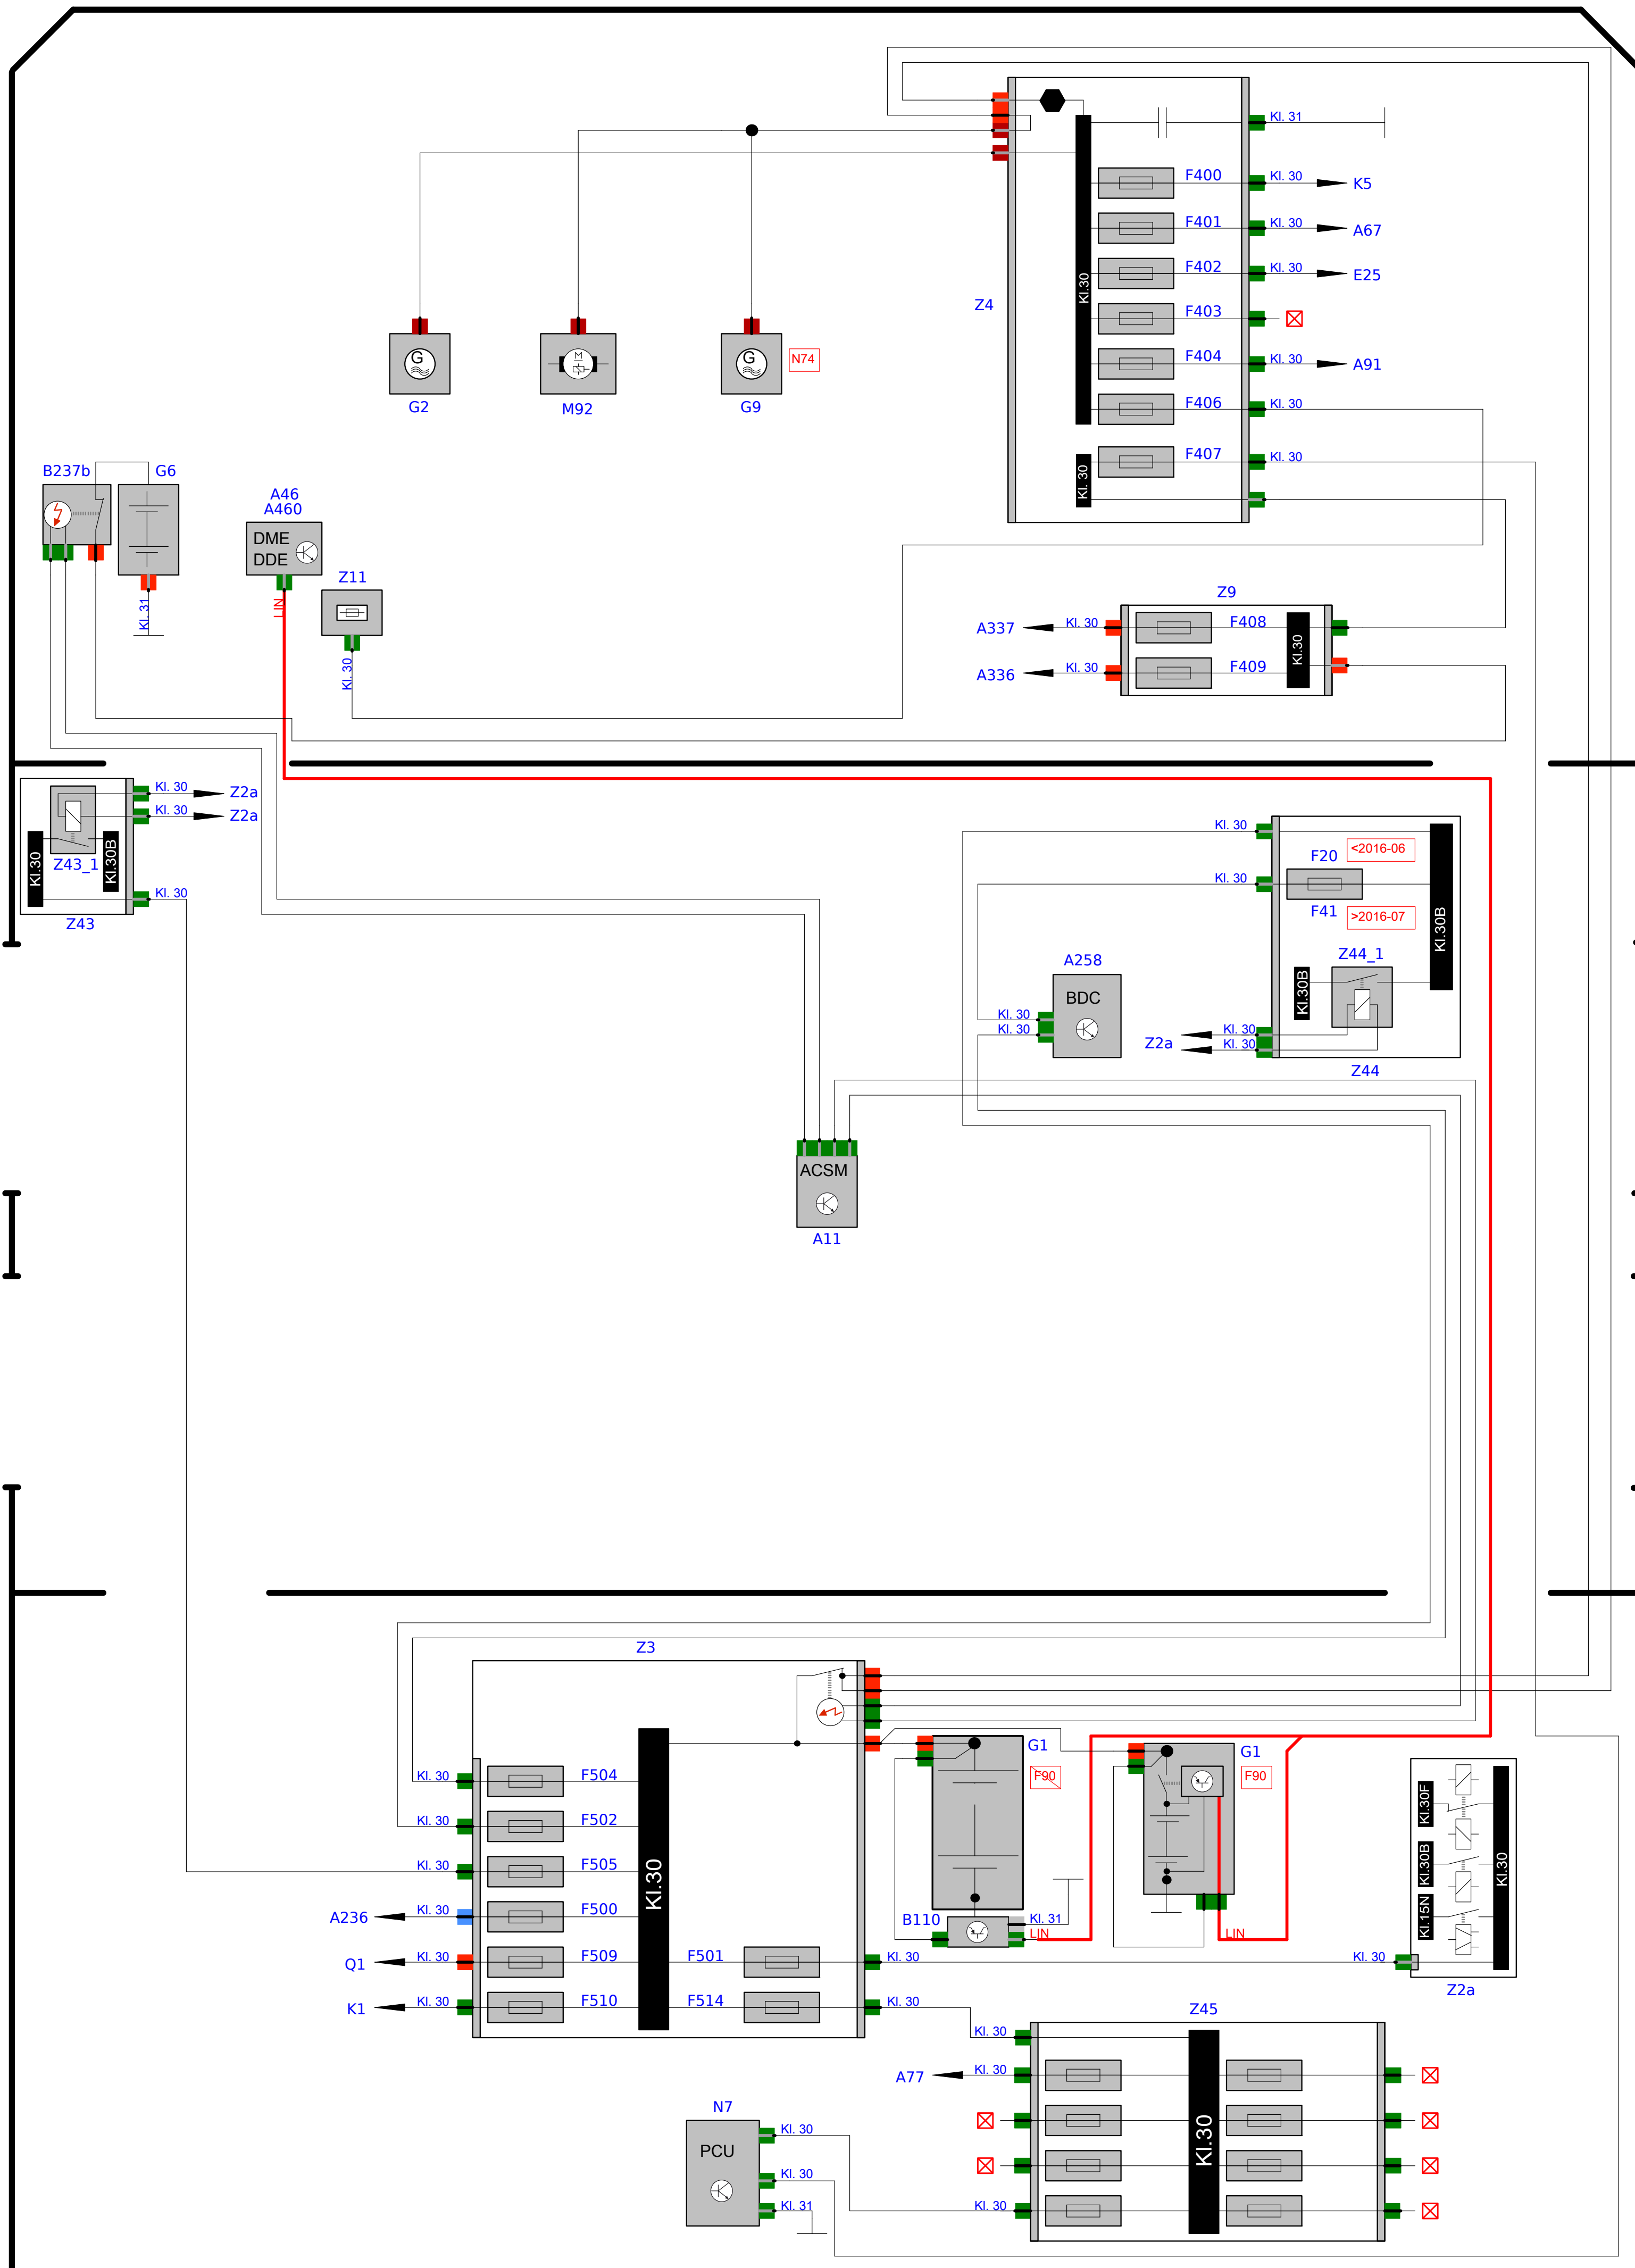 Kl. 31
F400
Kl. 30
K5
F401
Kl. 30
A67
F402
Kl. 30
E25
Z4
Kl.30
F403
F404
Kl. 30
A91
F406
Kl. 30
F407
Kl. 30
Kl. 30
G
G2
M
M92
G
N74
G9
B237b
G6
Kl. 31
A46
A460
DME
DDE
LIN
Z11
Kl. 30
Z9
A337
Kl. 30
F408
Kl.30
A336
Kl. 30
F409
Kl. 30
Z2a
Kl. 30
Z2a
Kl.30
Z43_1
Kl.30B
Kl. 30
Z43
Kl. 30
F20
<2016-06
Kl. 30
F41
>2016-07
Kl.30B
Z44_1
Kl.30B
A258
BDC
Kl. 30
Kl. 30
Z2a
Kl. 30
Kl. 30
Z44
ACSM
A11
Z3
Kl. 30
F504
Kl. 30
F502
Kl. 30
F505
Kl.30
A236
Kl. 30
F500
Q1
Kl. 30
F509
F501
Kl. 30
K1
Kl. 30
F510
F514
Kl. 30
G1
F90
B110
Kl. 31
LIN
G1
F90
LIN
Kl.30F
Kl.30B
Kl.15N
Kl.30
Kl. 30
Z2a
Z45
Kl. 30
A77
Kl. 30
Kl.30
Kl. 30
N7
PCU
Kl. 30
Kl. 30
Kl. 31